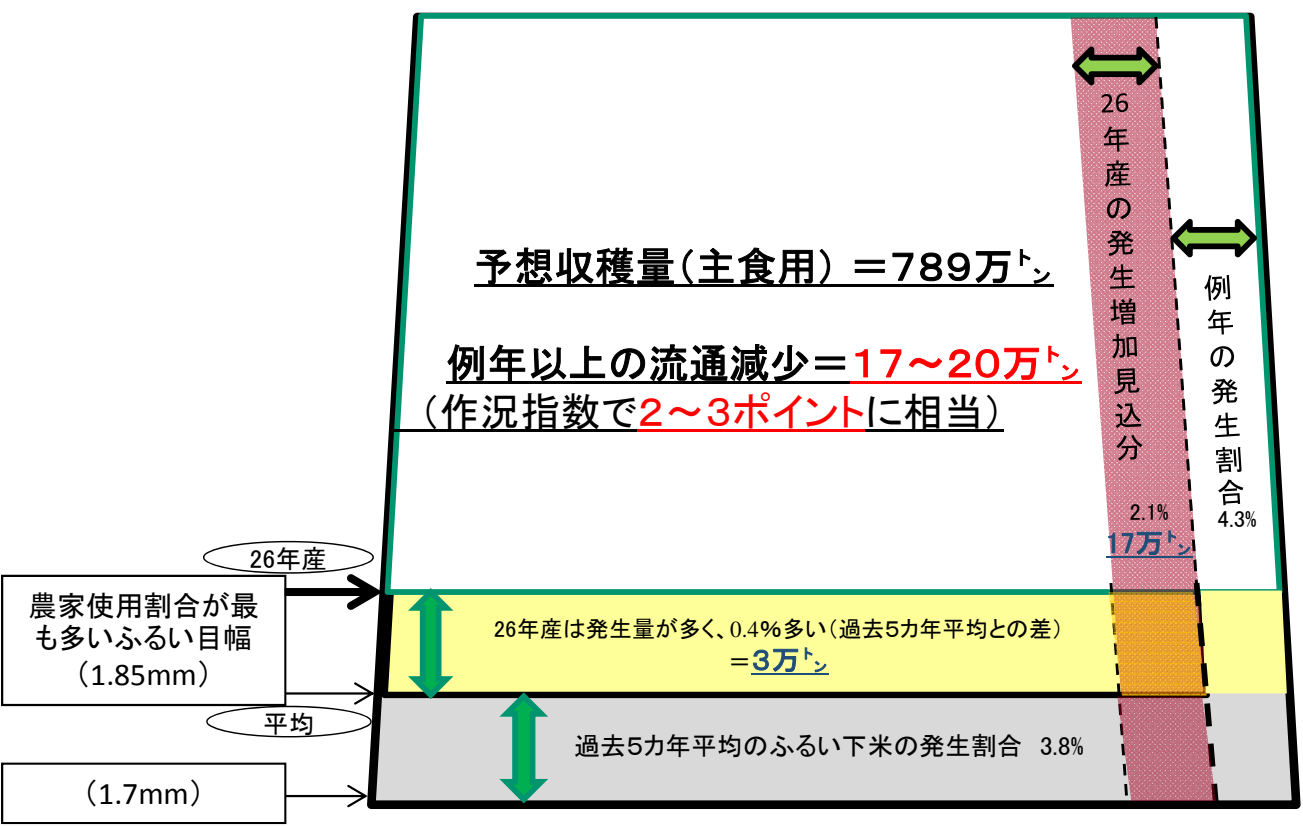 26年産の発生増加見込分
例年の発生割合
予想収穫量（主食用）＝789万㌧
例年以上の流通減少＝17～20万㌧
（作況指数で2～3ポイントに相当）
2.1%
17万㌧
4.3%
26年産
農家使用割合が最
も多いふるい目幅
（1.85mm）
26年産は発生量が多く、0.4%多い（過去5カ年平均との差）
＝3万㌧
平均
過去5カ年平均のふるい下米の発生割合 3.8%
（1.7mm）